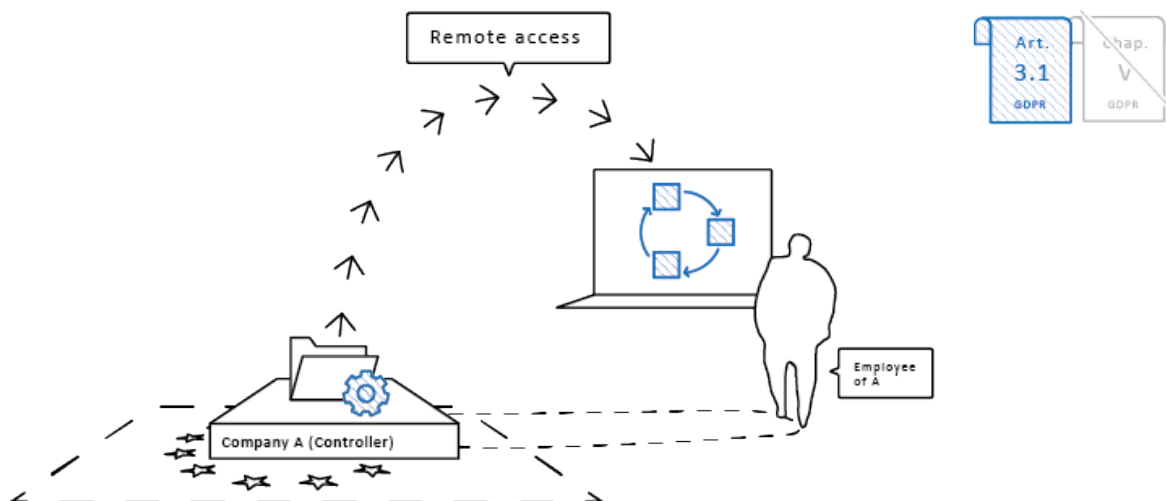 Remote access
Art.
3.1
GDPR
Chap.
V
GDPR
Employee
of A
Company A (Controller)